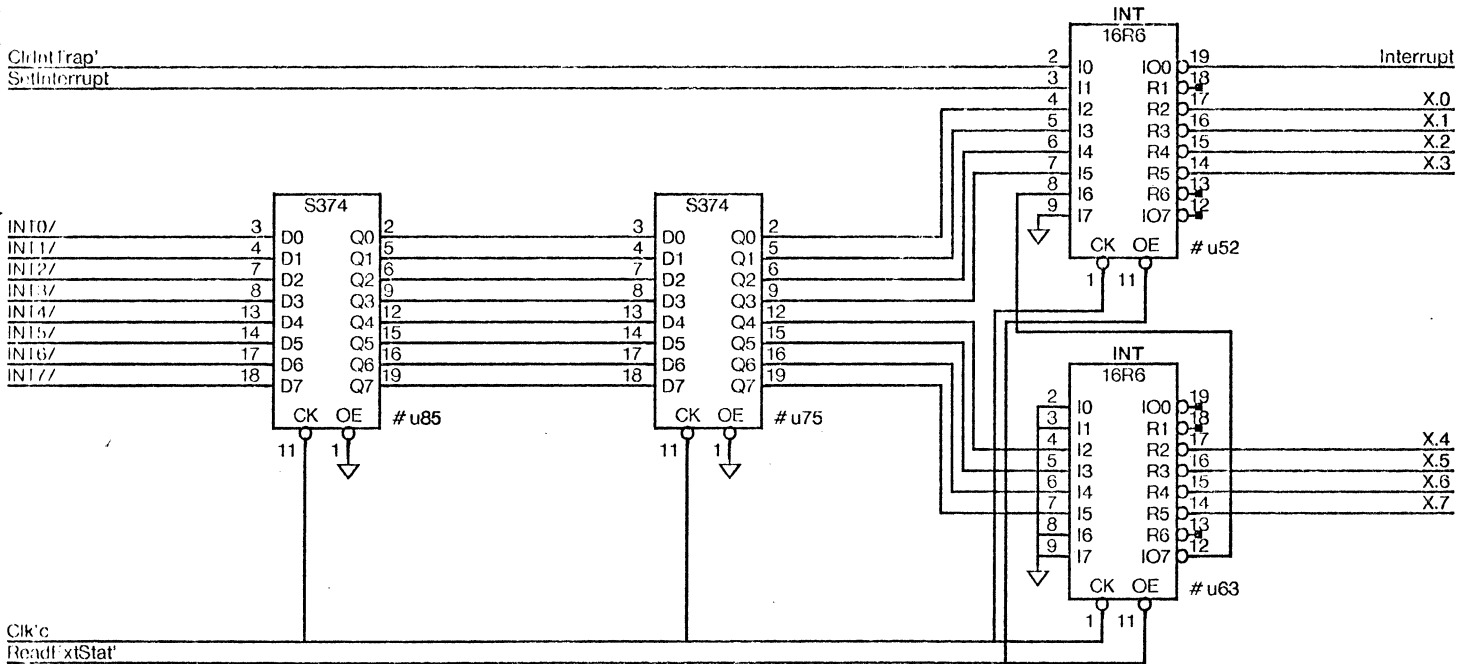 INT
16R6
ClrIntTrap'
SetInterrupt
2 I0 IO0 19 Interrupt
3 I1 R1 18
4 I2 R2 17 X.0
5 I3 R3 16 X.1
6 I4 R4 15 X.2
7 I5 R5 14 X.3
8 I6 R6 13
9 I7 IO7 12
CK OE #u52
1 11
S374 S374
INT0/ 3 D0 Q0 2 3 D0 Q0 2
INT1/ 4 D1 Q1 5 4 D1 Q1 5
INT2/ 7 D2 Q2 6 7 D2 Q2 6
INT3/ 8 D3 Q3 9 8 D3 Q3 9
INT4/ 13 D4 Q4 12 13 D4 Q4 12
INT5/ 14 D5 Q5 15 14 D5 Q5 15
INT6/ 17 D6 Q6 16 17 D6 Q6 16
INT7/ 18 D7 Q7 19 18 D7 Q7 19
CK OE #u85 CK OE #u75
11 1 11 1
INT
16R6
2 I0 IO0 19
3 I1 R1 18
4 I2 R2 17 X.4
5 I3 R3 16 X.5
6 I4 R4 15 X.6
7 I5 R5 14 X.7
8 I6 R6 13
9 I7 IO7 12
CK OE #u63
1 11
Clk'c
ReadExtStat'